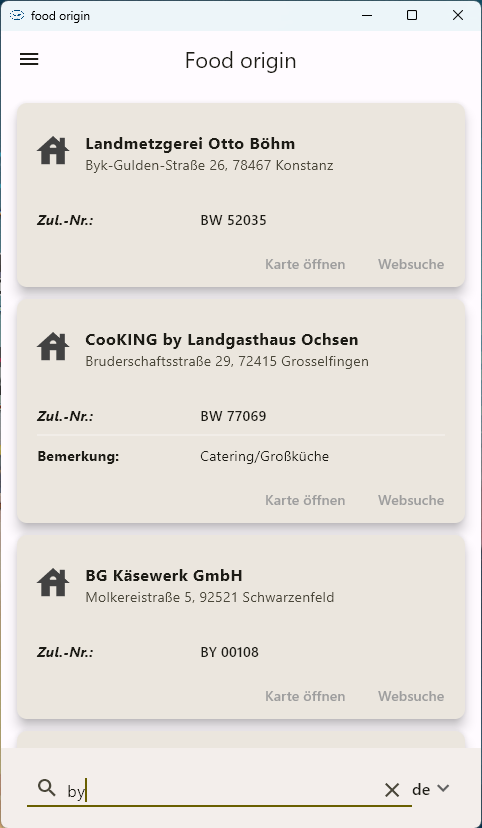 food origin
Food origin
Landmetzgerei Otto Böhm
Byk-Gulden-Straße 26, 78467 Konstanz
Zul.-Nr.: BW 52035
Karte öffnen Websuche
CooKING by Landgasthaus Ochsen
Bruderschaftsstraße 29, 72415 Grosselfingen
Zul.-Nr.: BW 77069
Bemerkung: Catering/Großküche
Karte öffnen Websuche
BG Käsewerk GmbH
Molkereistraße 5, 92521 Schwarzenfeld
Zul.-Nr.: BY 00108
Karte öffnen Websuche
by de